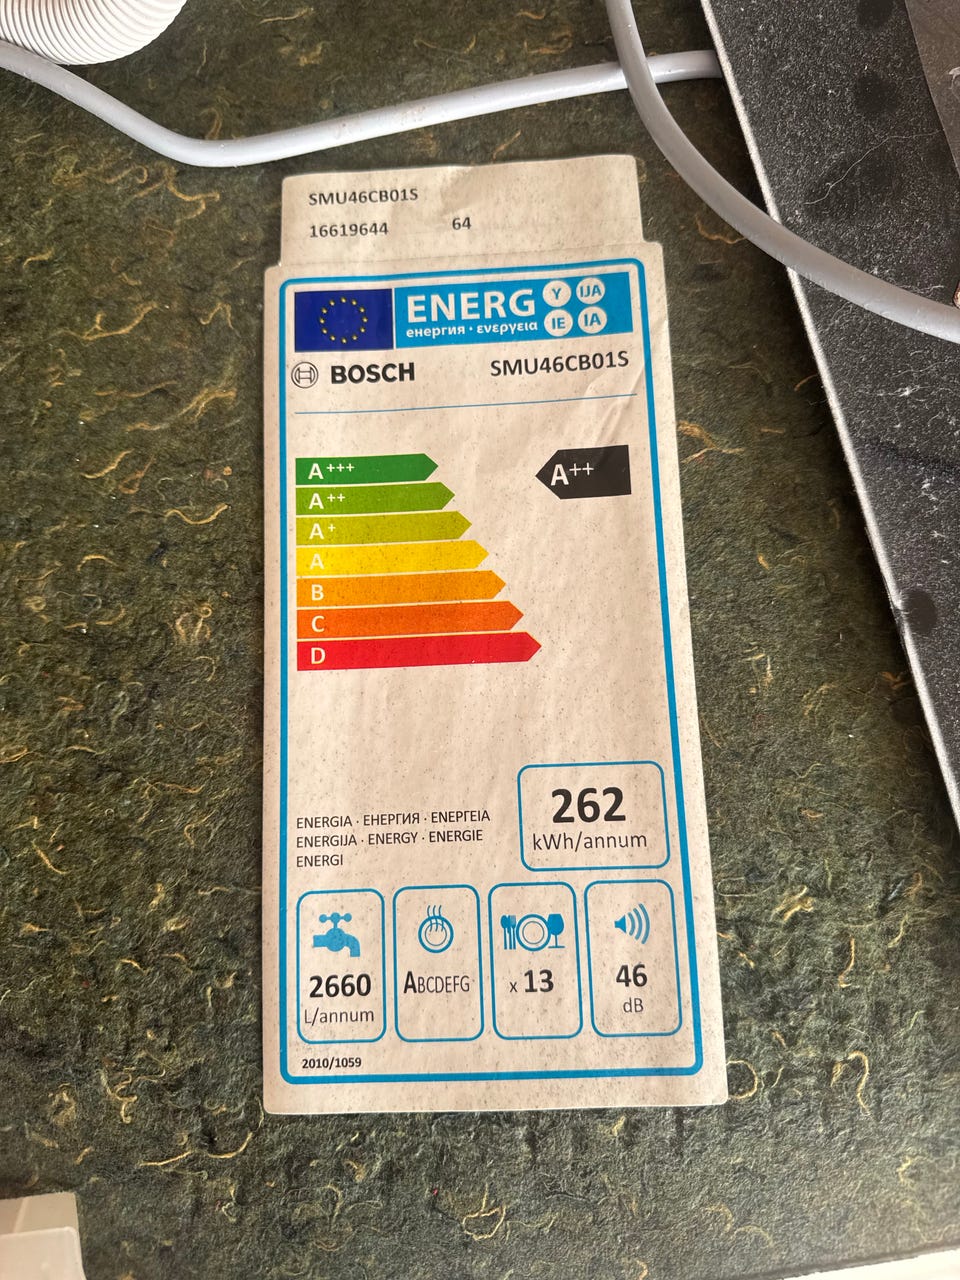 SMU46CB01S
16619644 64
ENERG Y IJA
енергия · ενεργεια IE IA
BOSCH SMU46CB01S
A+++
A++
A++
A+
A
B
C
D
262
kWh/annum
ENERGIA · ЕНЕРГИЯ · ΕΝΕΡΓΕΙΑ
ENERGIJA · ENERGY · ENERGIE
ENERGI
2660
L/annum
ABCDEFG
x 13
46
dB
2010/1059